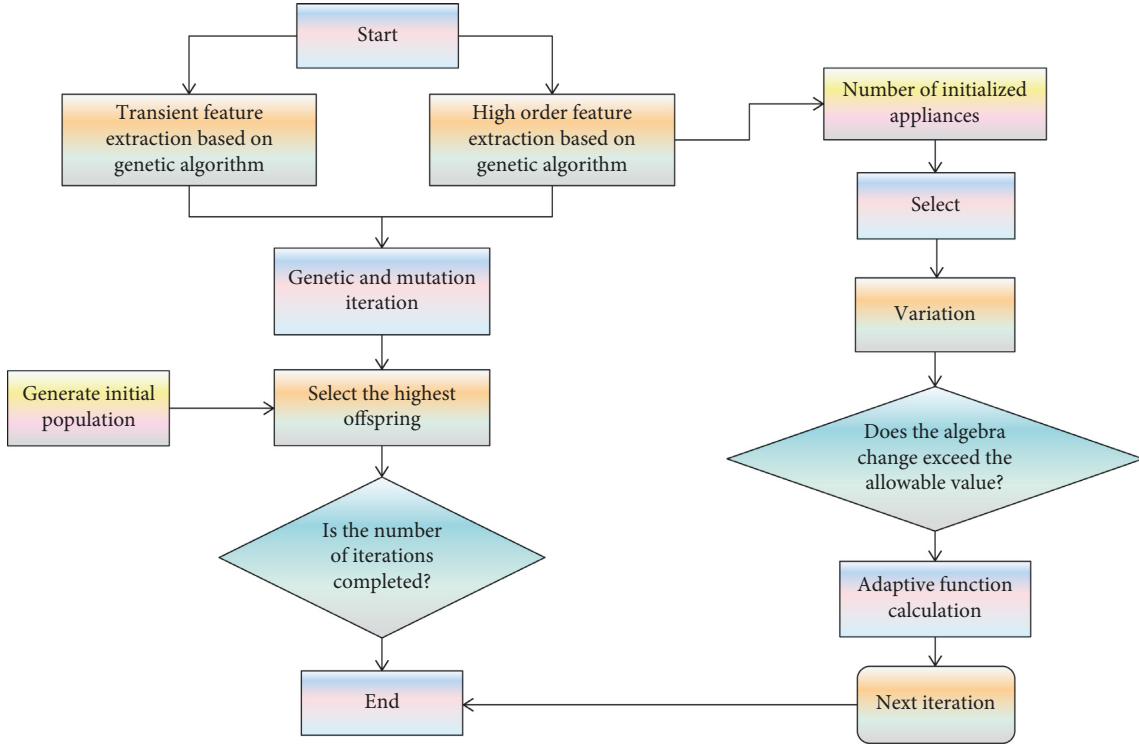 Start
Transient feature
extraction based on
genetic algorithm
High order feature
extraction based on
genetic algorithm
Number of initialized
appliances
Select
Genetic and mutation
iteration
Variation
Generate initial
population
Select the highest
offspring
Does the algebra
change exceed the
allowable value?
Is the number
of iterations
completed?
Adaptive function
calculation
End
Next iteration